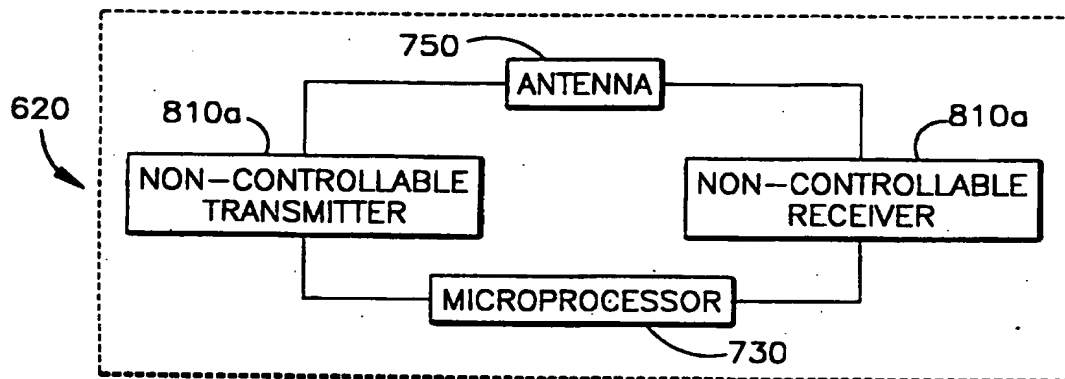 750
ANTENNA
620
810a
810a
NON-CONTROLLABLE
TRANSMITTER
NON-CONTROLLABLE
RECEIVER
MICROPROCESSOR
730